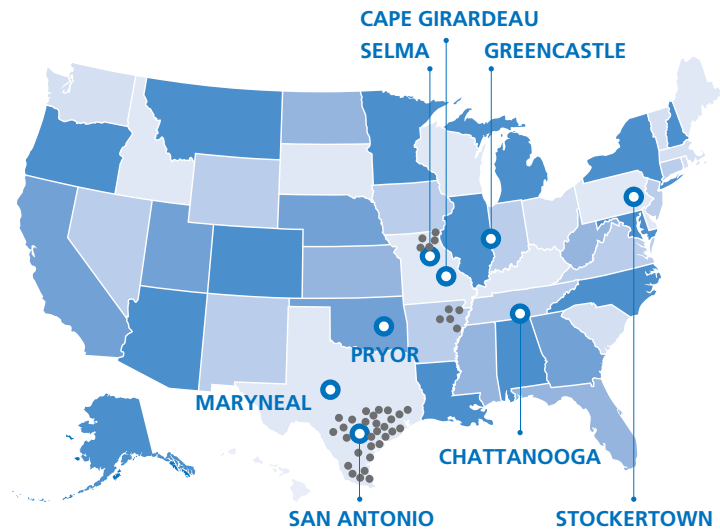 CAPE GIRARDEAU
SELMA
GREENCASTLE
PRYOR
MARYNEAL
CHATTANOOGA
SAN ANTONIO
STOCKERTOWN